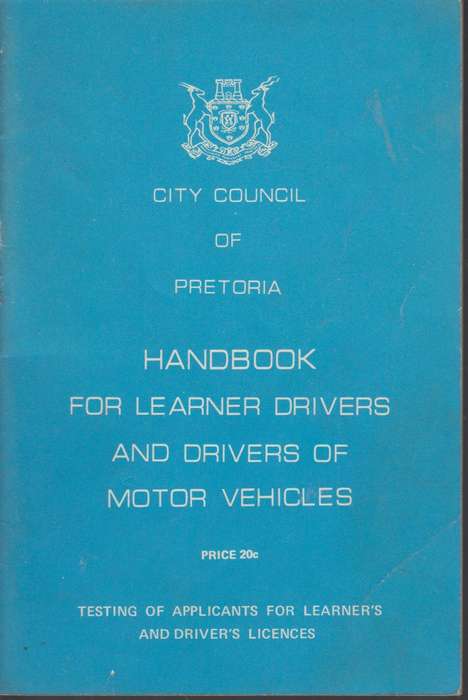 CITY COUNCIL
OF
PRETORIA
HANDBOOK
FOR LEARNER DRIVERS
AND DRIVERS OF
MOTOR VEHICLES
PRICE 20c
TESTING OF APPLICANTS FOR LEARNER'S
AND DRIVER'S LICENCES